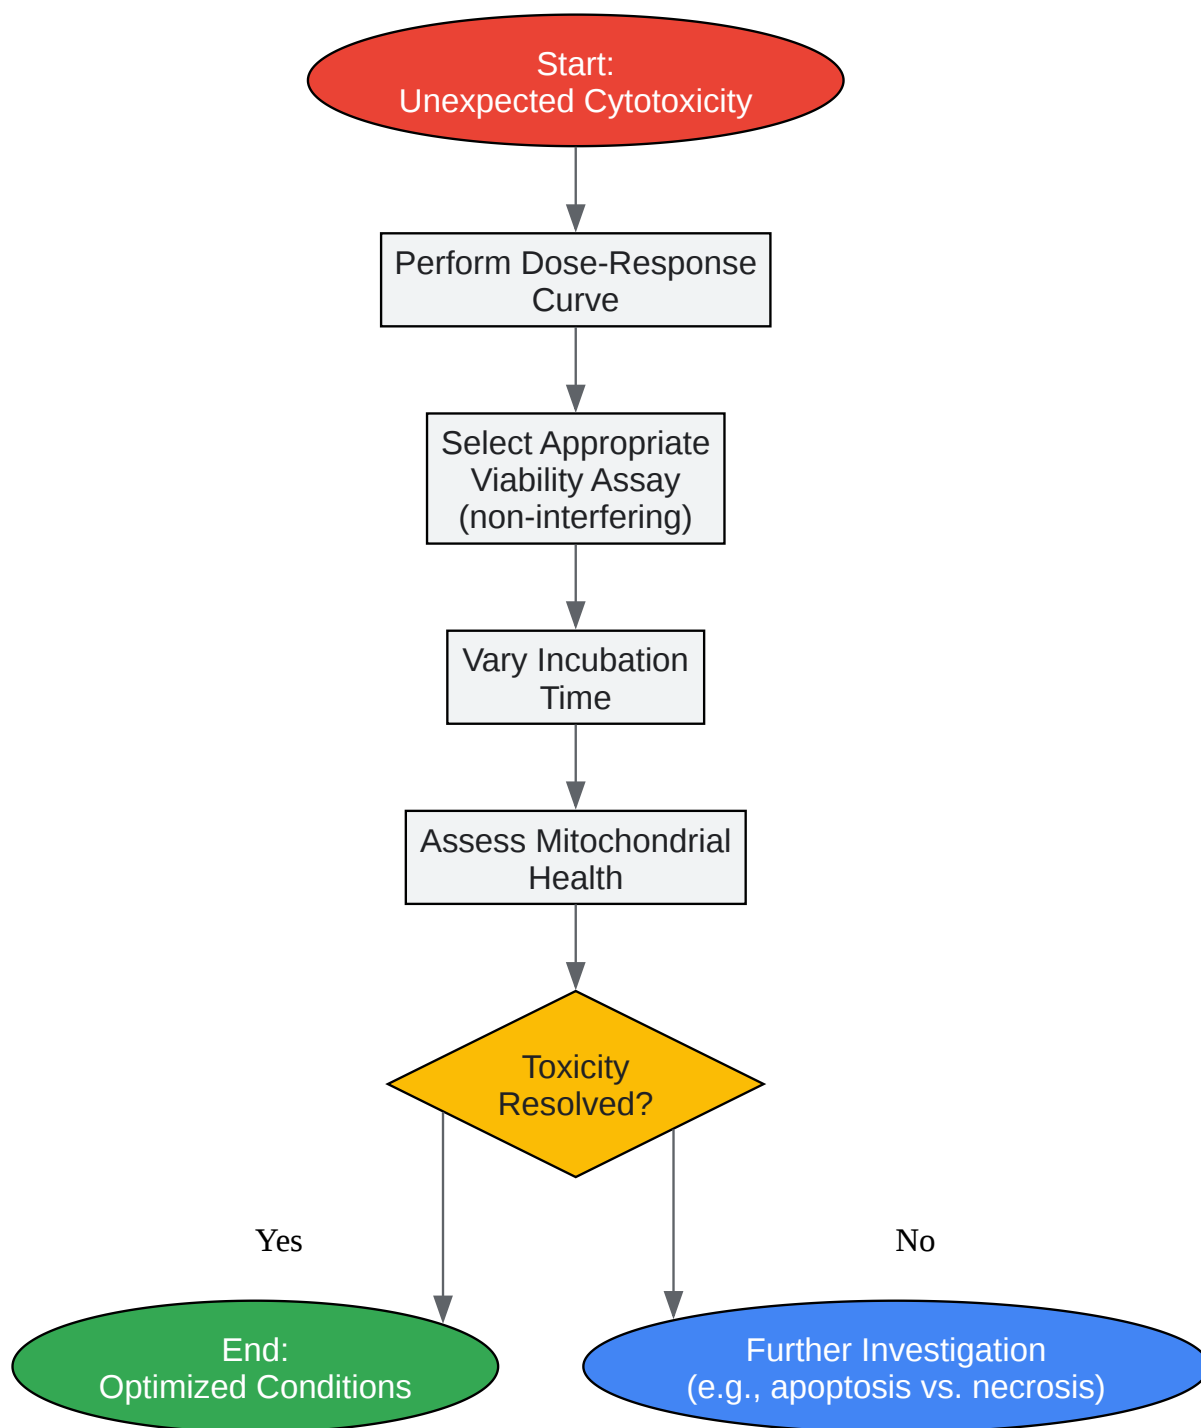 Start:
Unexpected Cytotoxicity
Perform Dose-Response
Curve
Select Appropriate
Viability Assay
(non-interfering)
Vary Incubation
Time
Assess Mitochondrial
Health
Toxicity
Resolved?
Yes
No
End:
Optimized Conditions
Further Investigation
(e.g., apoptosis vs. necrosis)